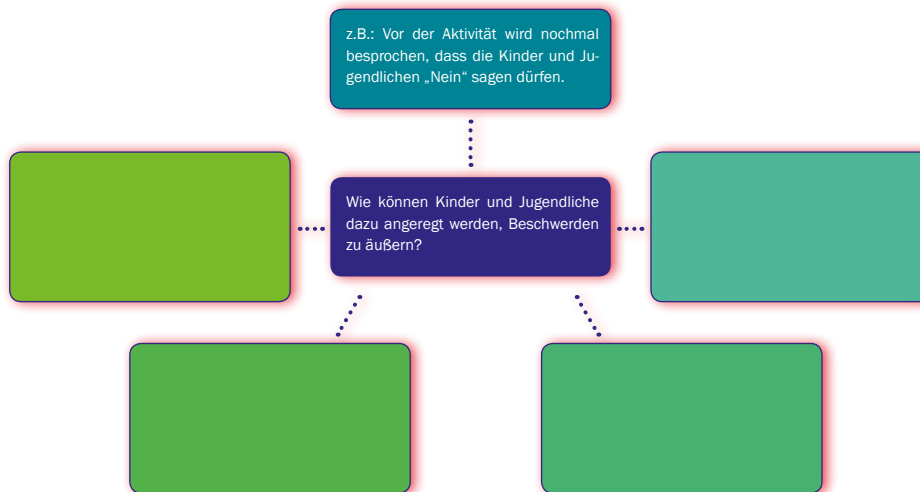 z.B.: Vor der Aktivität wird nochmal
besprochen, dass die Kinder und Ju-
gendlichen „Nein“ sagen dürfen.
Wie können Kinder und Jugendliche
dazu angeregt werden, Beschwerden
zu äußern?